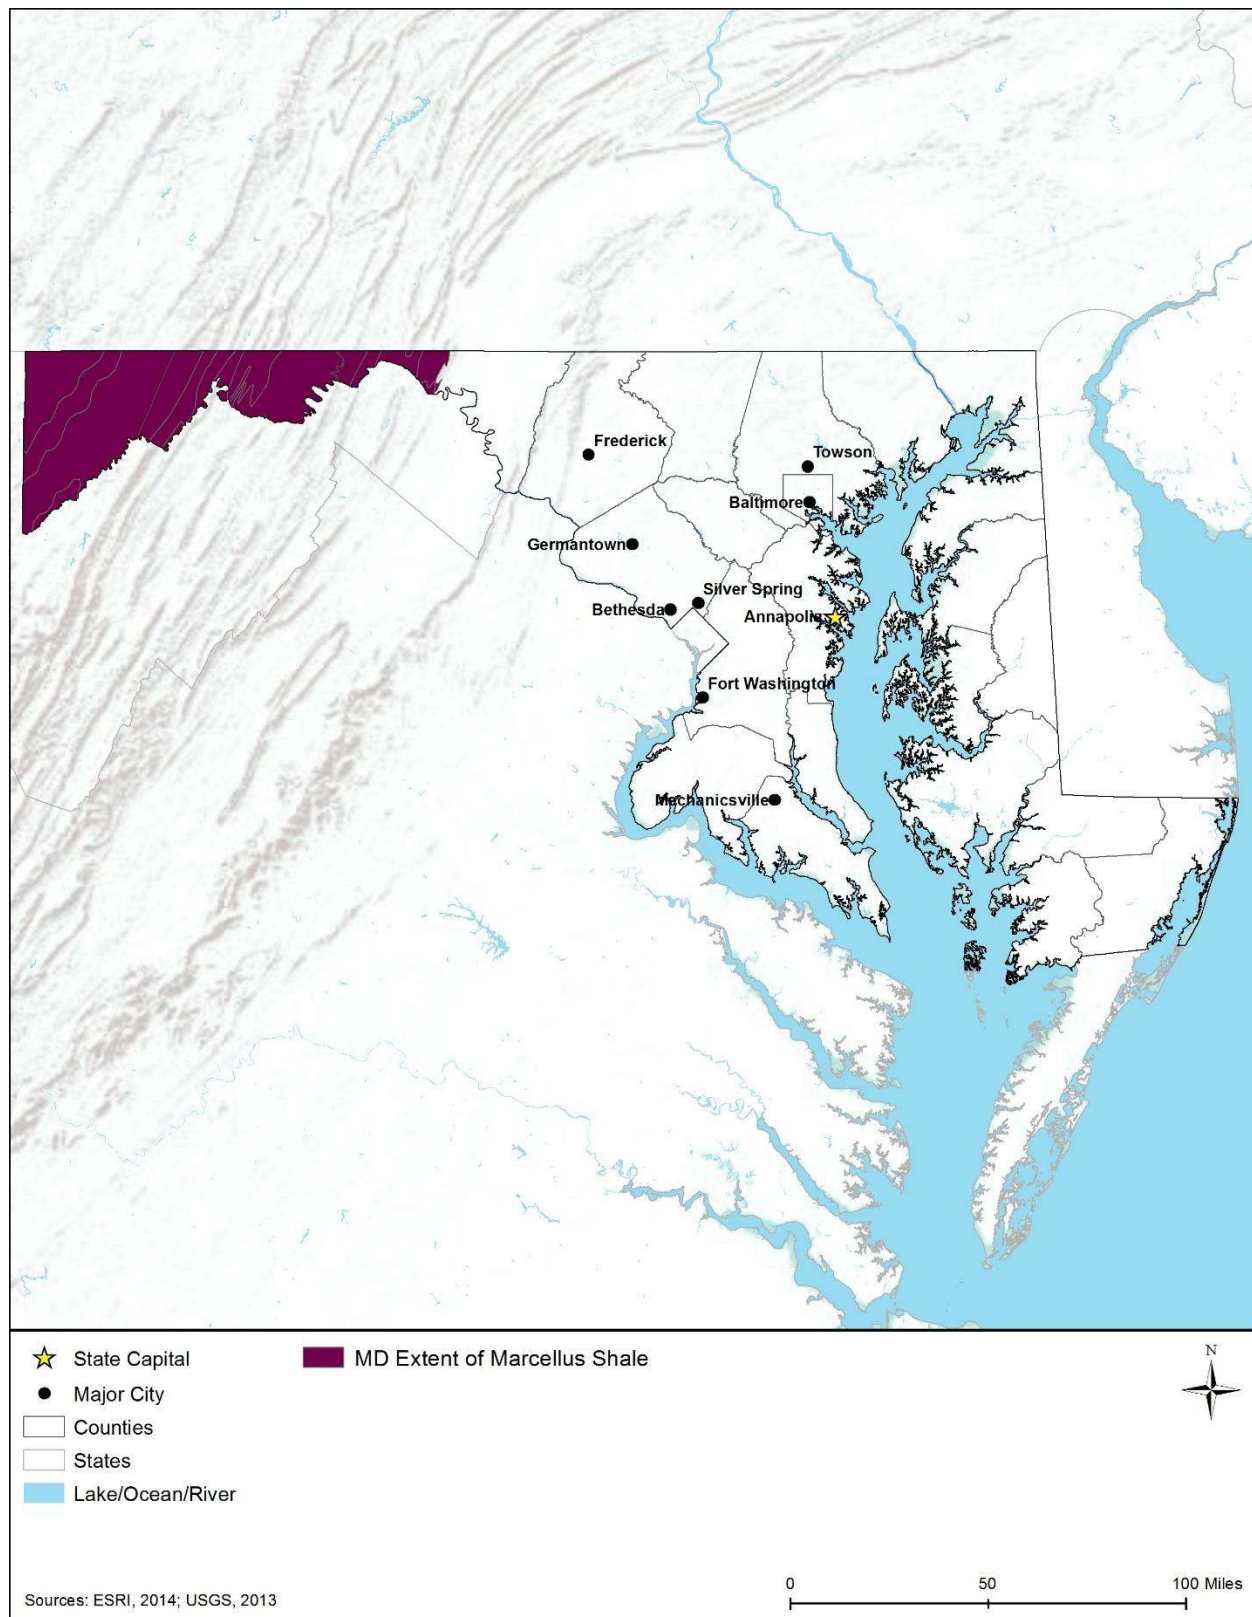 Frederick
Towson
Baltimore
Germantown
Silver Spring
Bethesda
Annapolis
Fort Washington
Mechanicsville
State Capital
MD Extent of Marcellus Shale
N
Major City
Counties
States
Lake/Ocean/River
0 50 100 Miles
Sources: ESRI, 2014; USGS, 2013